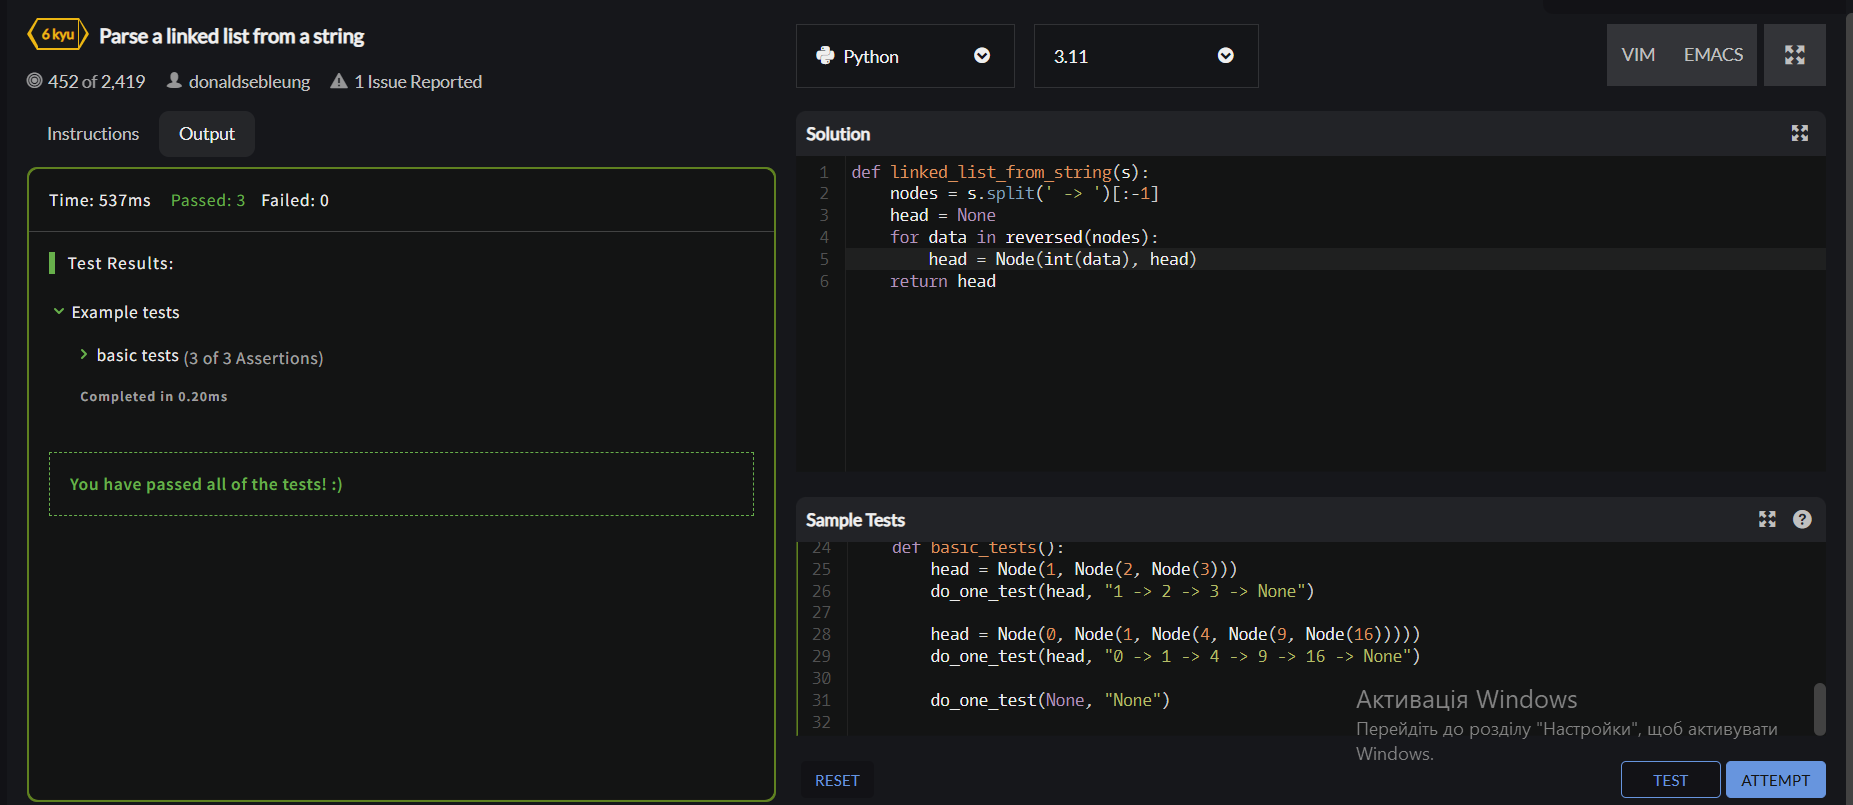 6 kyu
Parse a linked list from a string
452 of 2,419 donaldsebleung 1 Issue Reported
Instructions Output
Time: 537ms Passed: 3 Failed: 0
Test Results:
Example tests
basic tests (3 of 3 Assertions)
Completed in 0.20ms
You have passed all of the tests! :)
Python 3.11
VIM EMACS
Solution
1 def linked_list_from_string(s):
2     nodes = s.split(' -> ')[:-1]
3     head = None
4     for data in reversed(nodes):
5         head = Node(int(data), head)
6     return head
Sample Tests
?
24     def basic_tests():
25         head = Node(1, Node(2, Node(3)))
26         do_one_test(head, "1 -> 2 -> 3 -> None")
27
28         head = Node(0, Node(1, Node(4, Node(9, Node(16)))))
29         do_one_test(head, "0 -> 1 -> 4 -> 9 -> 16 -> None")
30
31         do_one_test(None, "None")
32
Активація Windows
Перейдіть до розділу "Настройки", щоб активувати
Windows.
RESET TEST ATTEMPT